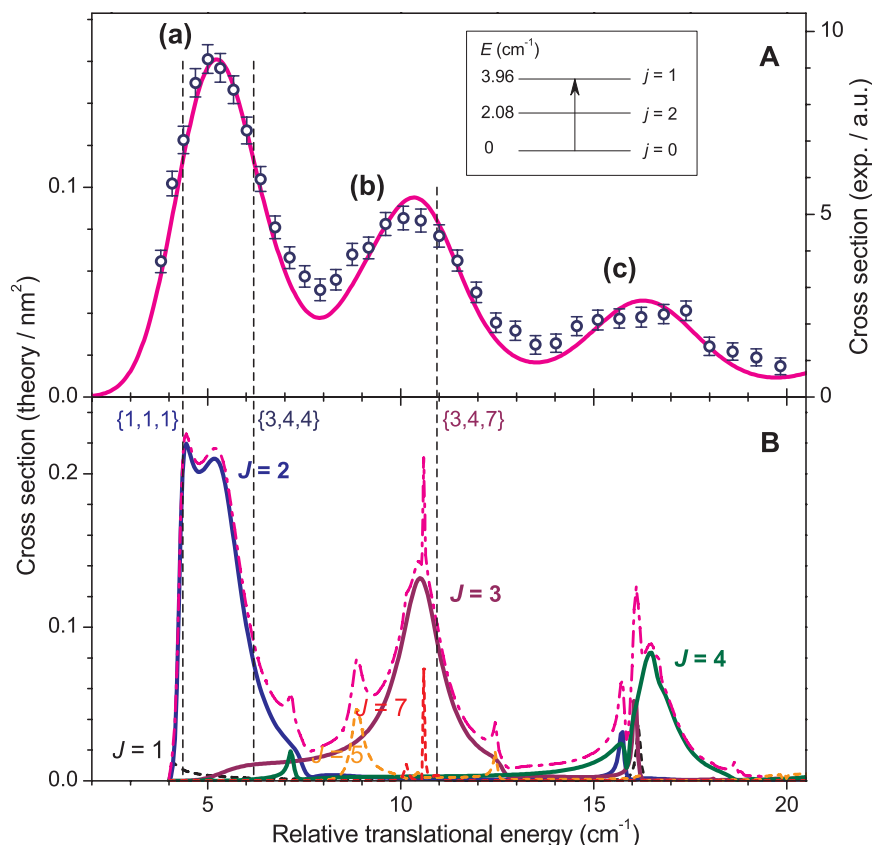 (a)
A
E (cm-1)
3.96
j = 1
2.08
j = 2
0
j = 0
(b)
(c)
10
5
0
0.1
0.0
Cross section (theory / nm2)
Cross section (exp. / a.u.)
{1,1,1}
{3,4,4}
{3,4,7}
B
J = 2
J = 3
J = 4
J = 7
J = 5
J = 1
0.2
0.1
0.0
5
10
15
20
Relative translational energy (cm-1)